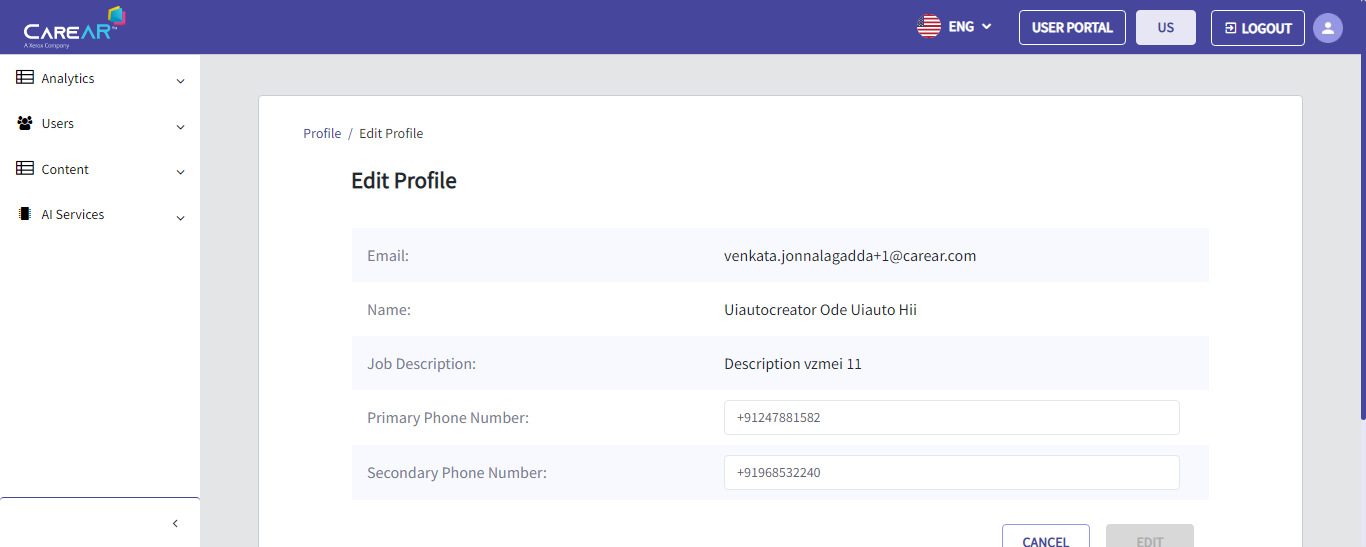 CAREAR™
A Xerox Company
ENG
USER PORTAL
US
LOGOUT
Analytics
Users
Content
AI Services
Profile / Edit Profile
Edit Profile
Email: venkata.jonnalagadda+1@carear.com
Name: Uiautocreator Ode Uiauto Hii
Job Description: Description vzmei 11
Primary Phone Number: +91247881582
Secondary Phone Number: +91968532240
CANCEL
EDIT